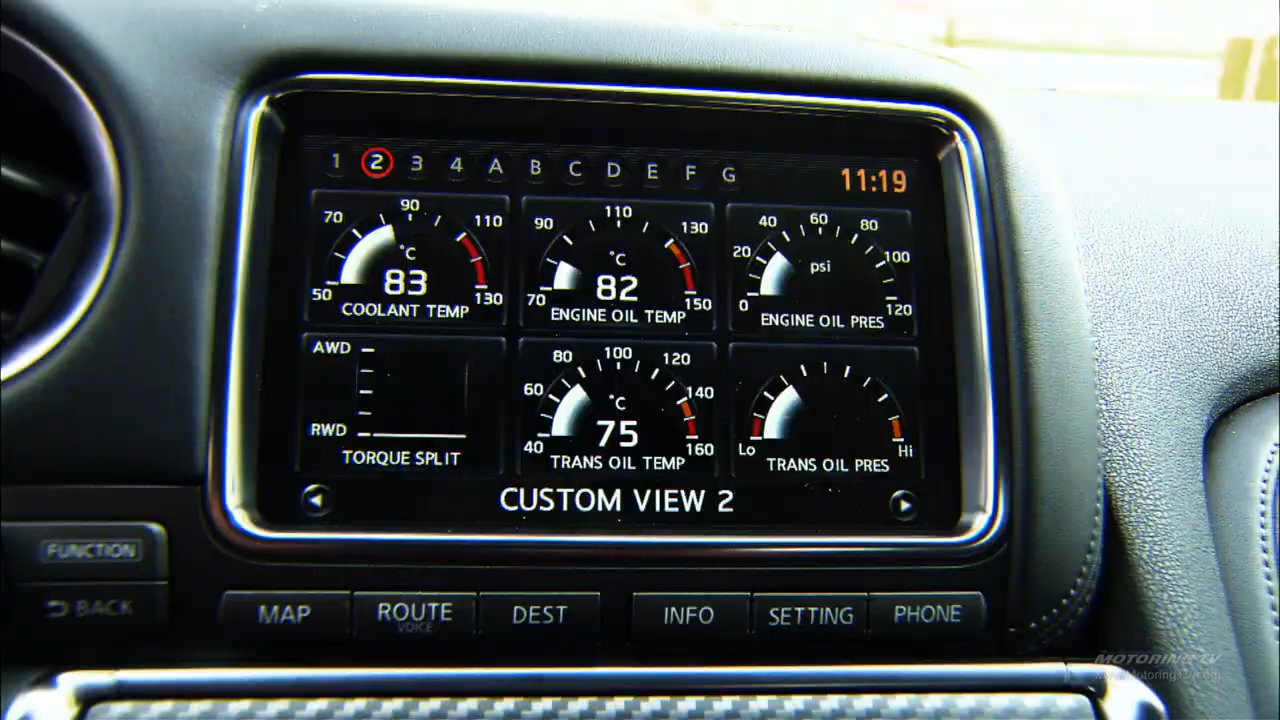 1 2 3 4 A B C D E F G
11:19
50 70 90 110 130
°C
83
COOLANT TEMP
70 90 110 130 150
°C
82
ENGINE OIL TEMP
0 20 40 60 80 100 120
psi
ENGINE OIL PRES
AWD
RWD
TORQUE SPLIT
40 60 80 100 120 140 160
°C
75
TRANS OIL TEMP
Lo Hi
TRANS OIL PRES
CUSTOM VIEW 2
FUNCTION
BACK
MAP
ROUTE
VOICE
DEST
INFO
SETTING
PHONE
MOTORING TV
www.MotoringTV.com